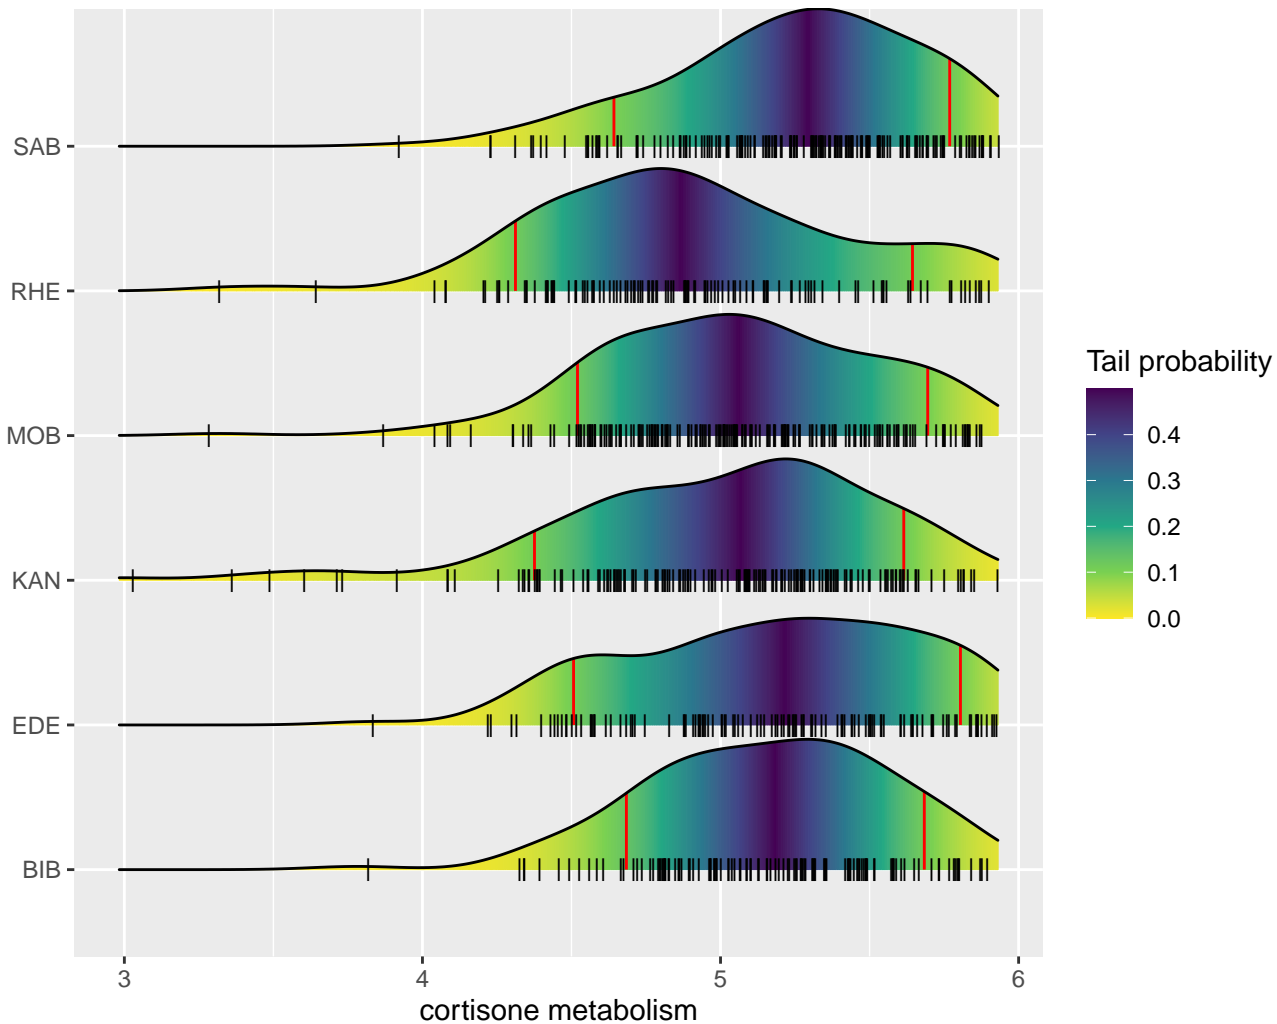 SAB
RHE
MOB
KAN
EDE
BIB
3 4 5 6
cortisone metabolism
Tail probability
0.4
0.3
0.2
0.1
0.0